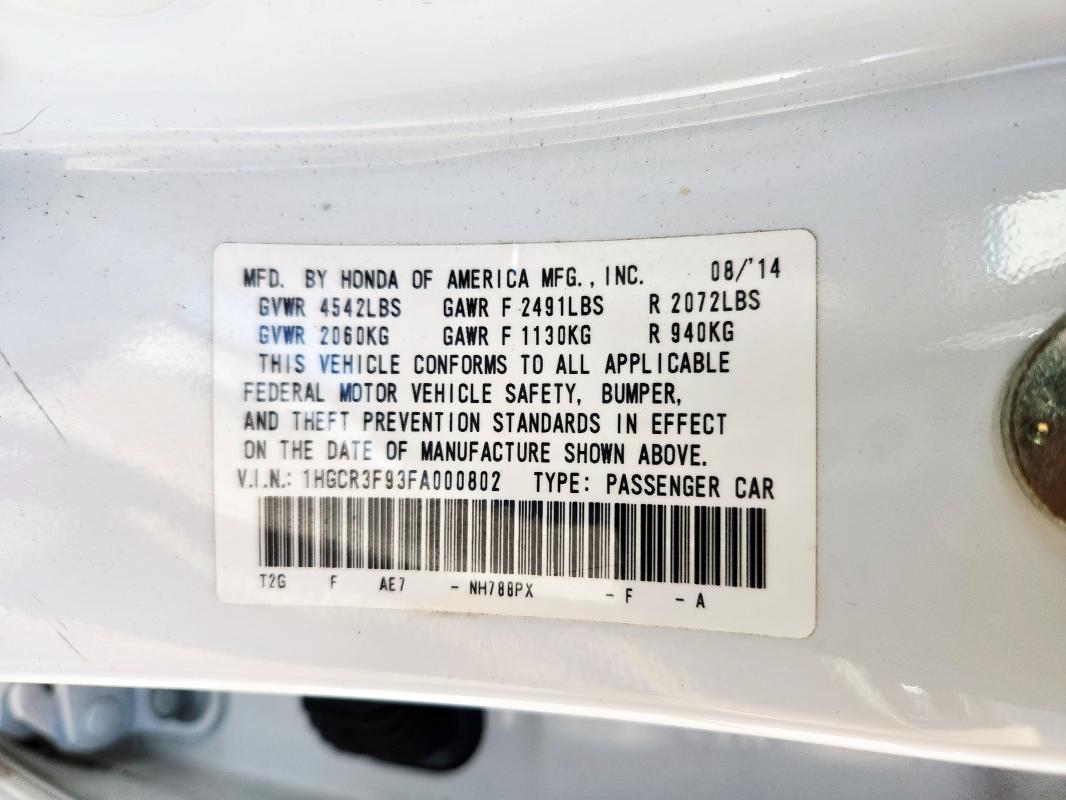 MFD. BY HONDA OF AMERICA MFG., INC. 08/'14
GVWR 4542LBS GAWR F 2491LBS R 2072LBS
GVWR 2060KG GAWR F 1130KG R 940KG
THIS VEHICLE CONFORMS TO ALL APPLICABLE
FEDERAL MOTOR VEHICLE SAFETY, BUMPER,
AND THEFT PREVENTION STANDARDS IN EFFECT
ON THE DATE OF MANUFACTURE SHOWN ABOVE.
V.I.N.: 1HGCR3F93FA000802 TYPE: PASSENGER CAR
T2G F AE7 - NH788PX - F - A